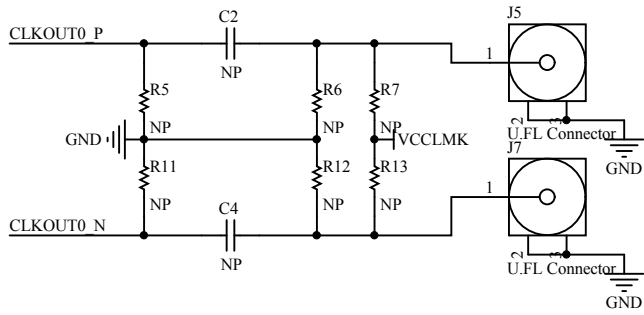 C2
J5
CLKOUT0_P
NP
1
R5
R6
R7
NP
NP
NP
2
3
U.FL Connector
GND
VCCLMK
GND
J7
R11
R12
R13
NP
NP
NP
1
C4
CLKOUT0_N
NP
2
3
U.FL Connector
GND